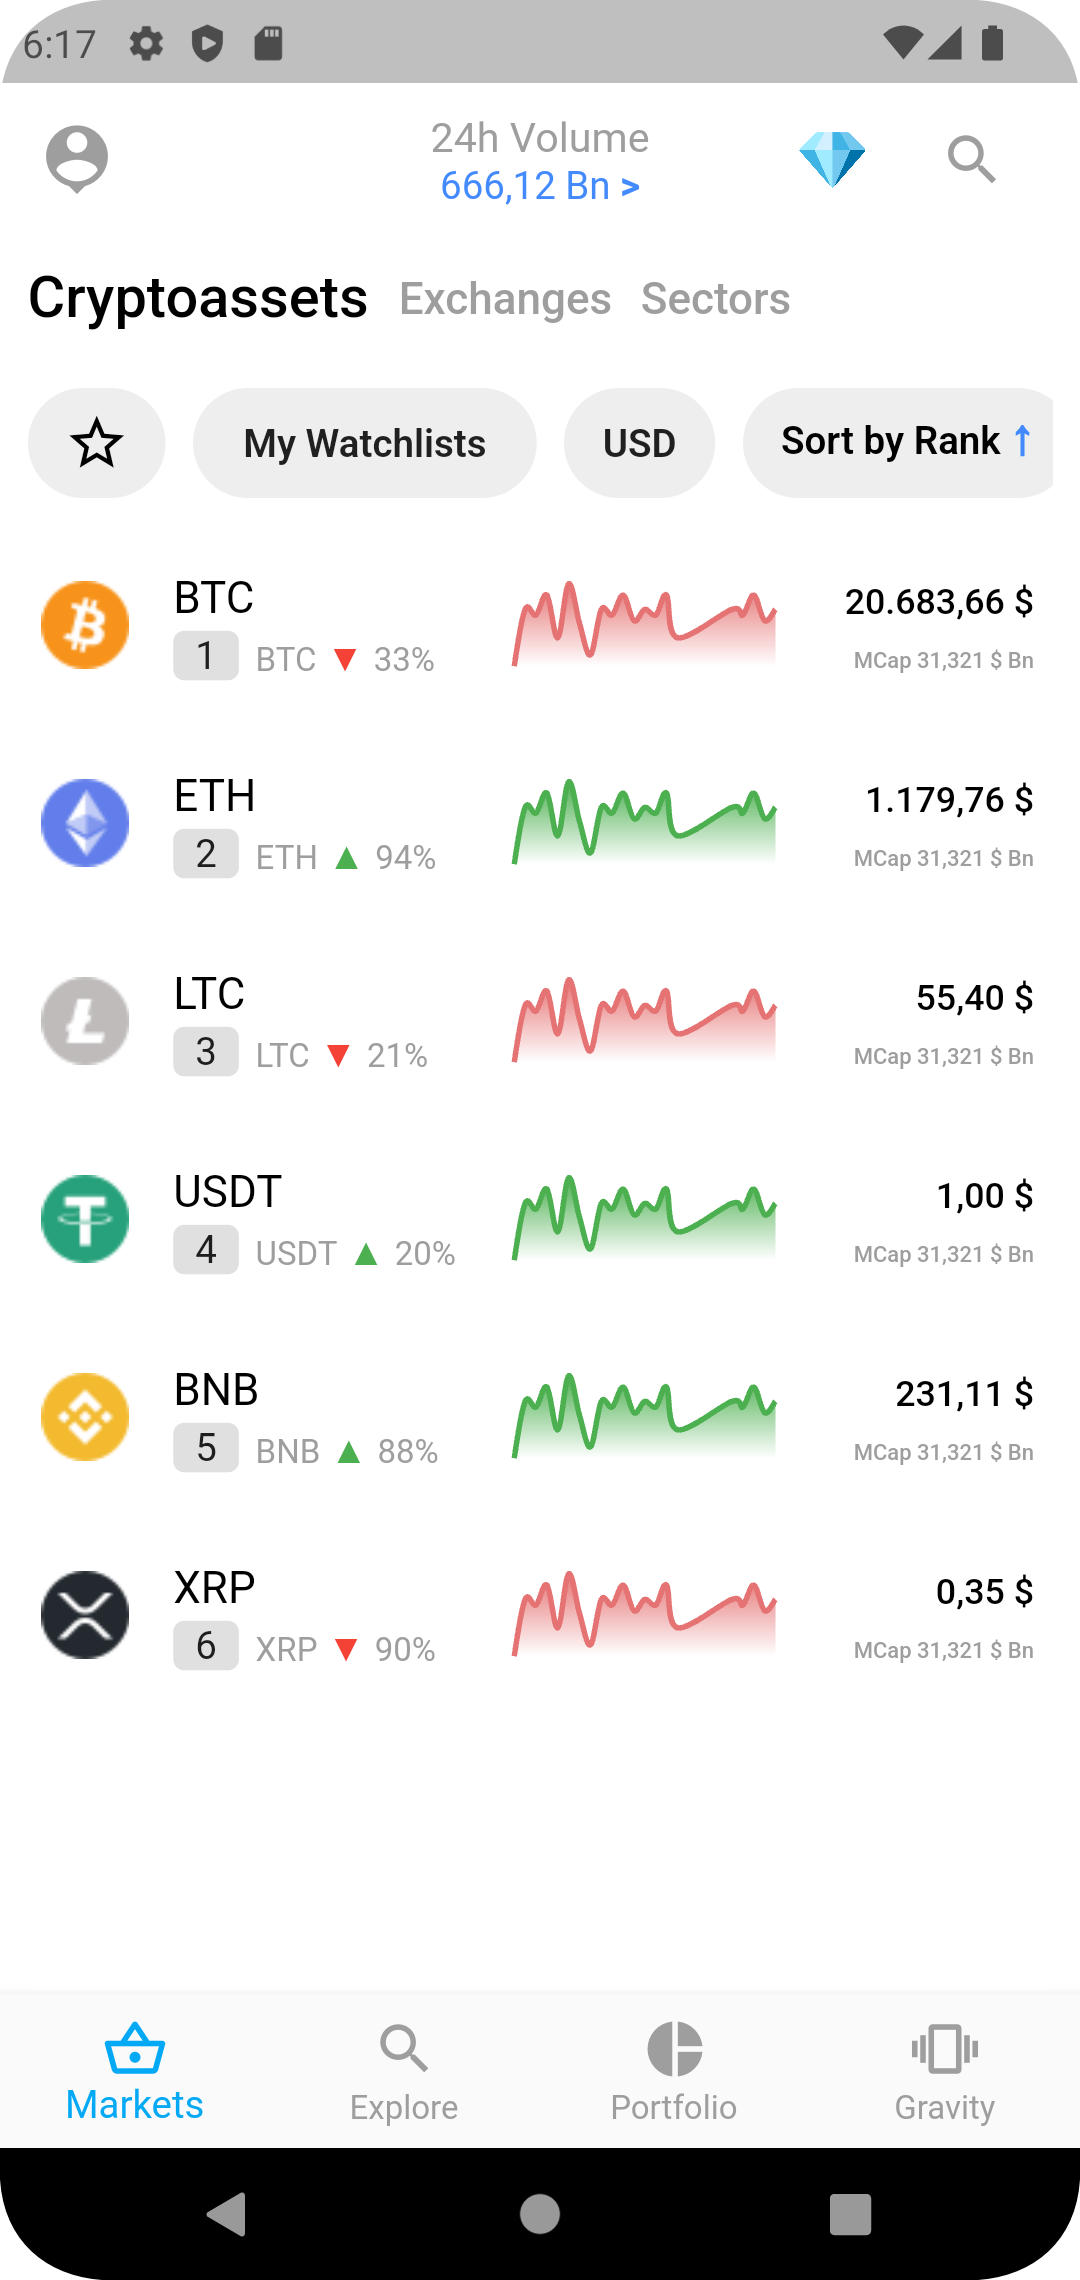 6:17
24h Volume
666,12 Bn >
Cryptoassets Exchanges Sectors
My Watchlists USD Sort by Rank ↑
BTC
20.683,66 $
1 BTC ▼ 33%
MCap 31,321 $ Bn
ETH
1.179,76 $
2 ETH ▲ 94%
MCap 31,321 $ Bn
LTC
55,40 $
3 LTC ▼ 21%
MCap 31,321 $ Bn
USDT
1,00 $
4 USDT ▲ 20%
MCap 31,321 $ Bn
BNB
231,11 $
5 BNB ▲ 88%
MCap 31,321 $ Bn
XRP
0,35 $
6 XRP ▼ 90%
MCap 31,321 $ Bn
Markets Explore Portfolio Gravity